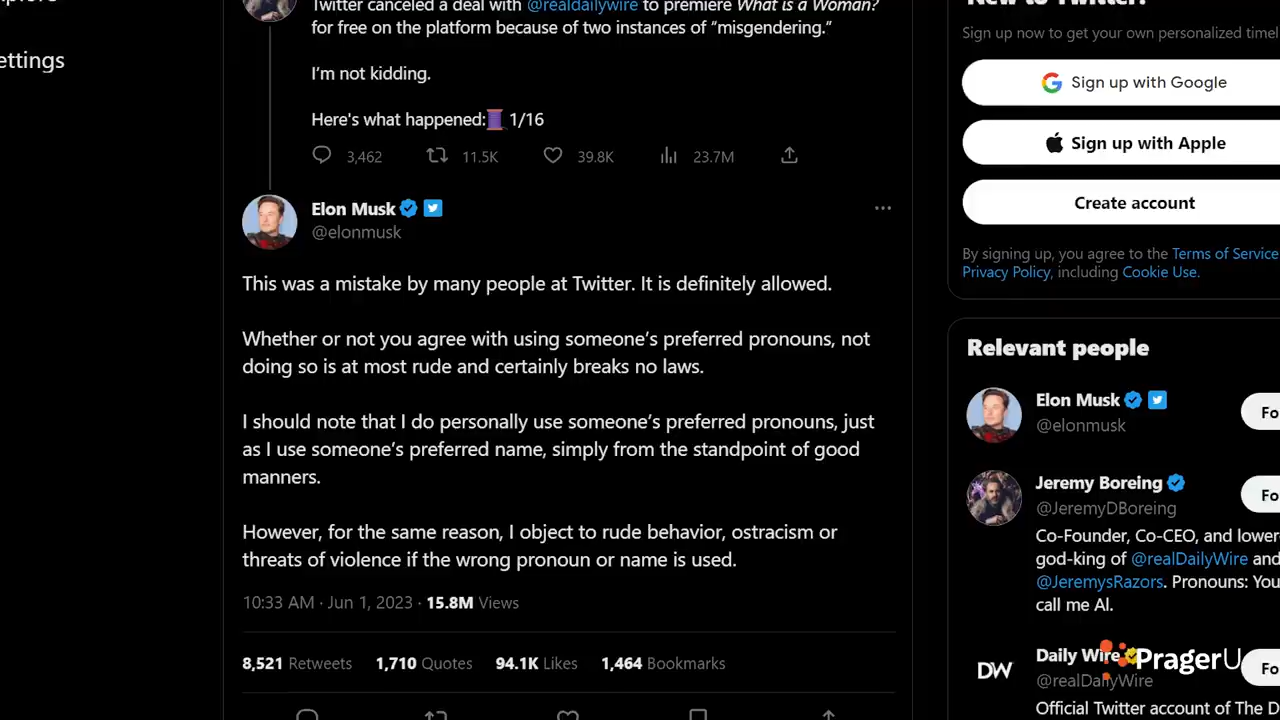 ettings
Twitter canceled a deal with @realdailywire to premiere What is a Woman?
for free on the platform because of two instances of “misgendering.”
I’m not kidding.
Here's what happened: 1/16
3,462 11.5K 39.8K 23.7M
Elon Musk
@elonmusk
This was a mistake by many people at Twitter. It is definitely allowed.
Whether or not you agree with using someone’s preferred pronouns, not
doing so is at most rude and certainly breaks no laws.
I should note that I do personally use someone’s preferred pronouns, just
as I use someone’s preferred name, simply from the standpoint of good
manners.
However, for the same reason, I object to rude behavior, ostracism or
threats of violence if the wrong pronoun or name is used.
10:33 AM · Jun 1, 2023 · 15.8M Views
8,521 Retweets 1,710 Quotes 94.1K Likes 1,464 Bookmarks
New to Twitter?
Sign up now to get your own personalized timel
Sign up with Google
Sign up with Apple
Create account
By signing up, you agree to the Terms of Service
Privacy Policy, including Cookie Use.
Relevant people
Elon Musk
@elonmusk
Fo
Jeremy Boreing
@JeremyDBoreing
Fo
Co-Founder, Co-CEO, and lower
god-king of @realDailyWire and
@JeremysRazors. Pronouns: You
call me Al.
DW
Daily Wire
@realDailyWire
Fo
Official Twitter account of The D
PragerU